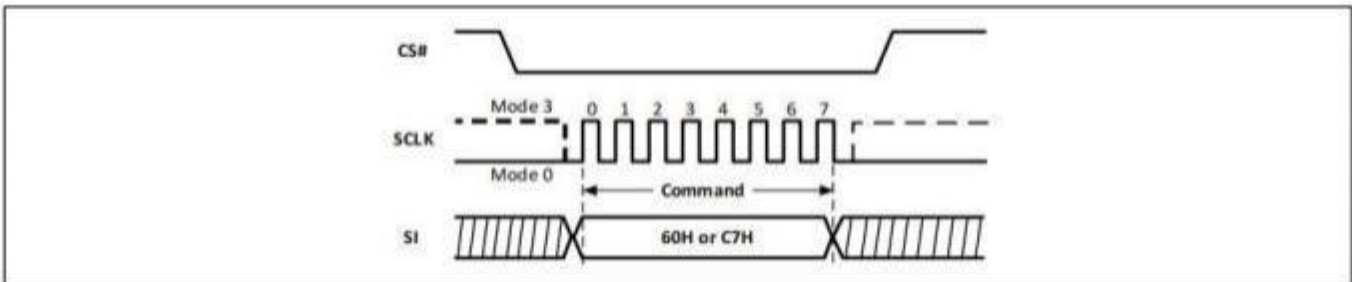 CS#
Mode 3 0 1 2 3 4 5 6 7
SCLK
Mode 0
Command
SI 60H or C7H